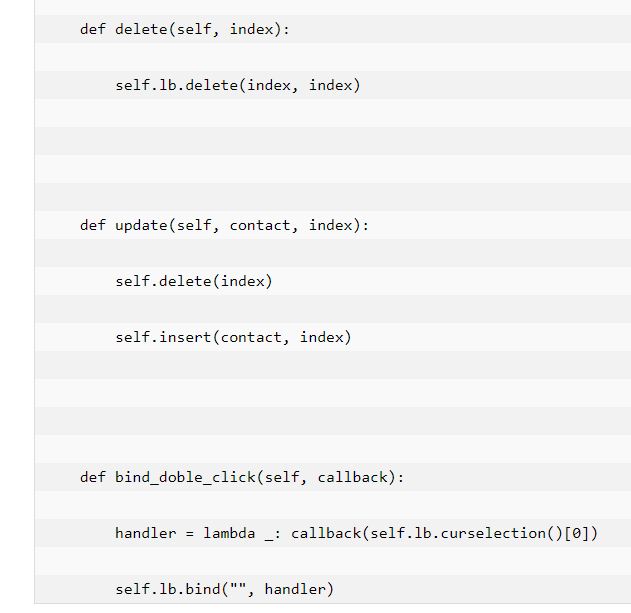 def delete(self, index):
self.lb.delete(index, index)
def update(self, contact, index):
self.delete(index)
self.insert(contact, index)
def bind_doble_click(self, callback):
handler = lambda _: callback(self.lb.curselection()[0])
self.lb.bind("", handler)